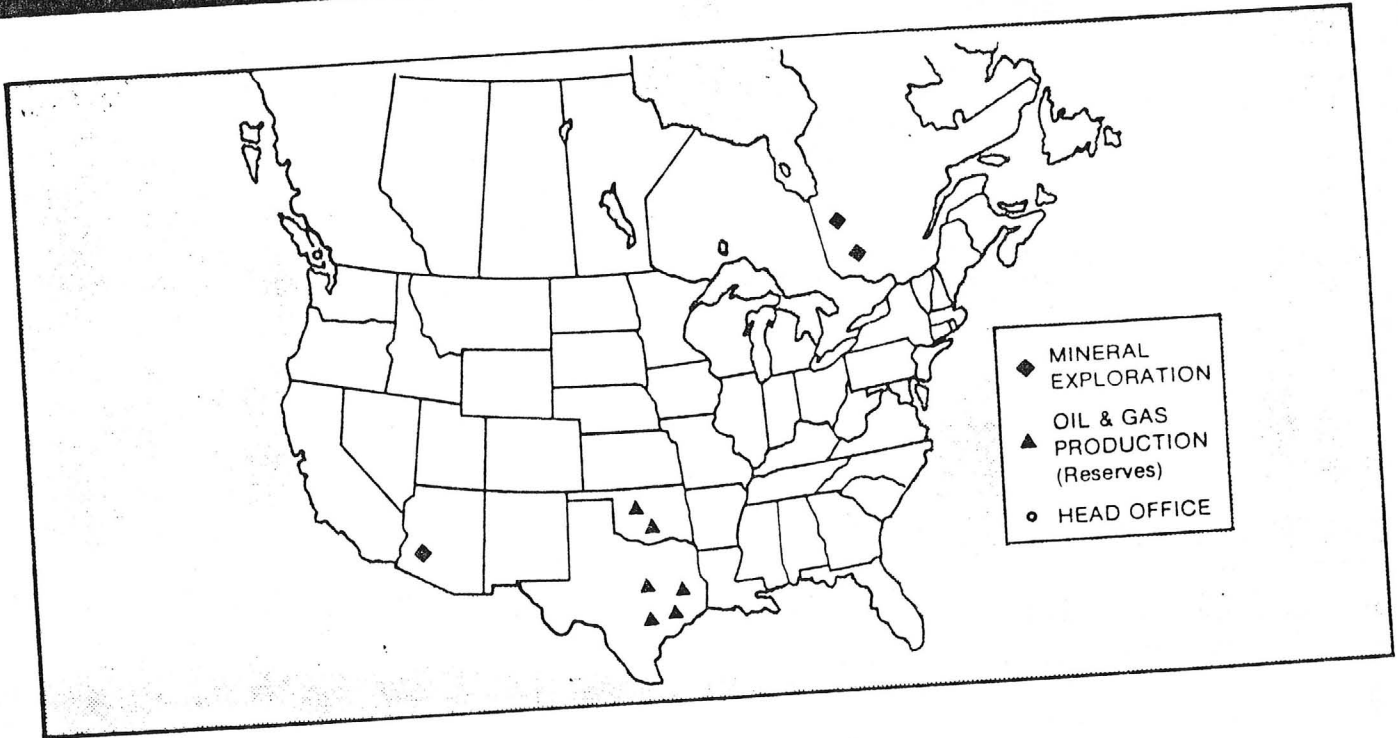 MINERAL
EXPLORATION
OIL & GAS
PRODUCTION
(Reserves)
HEAD OFFICE